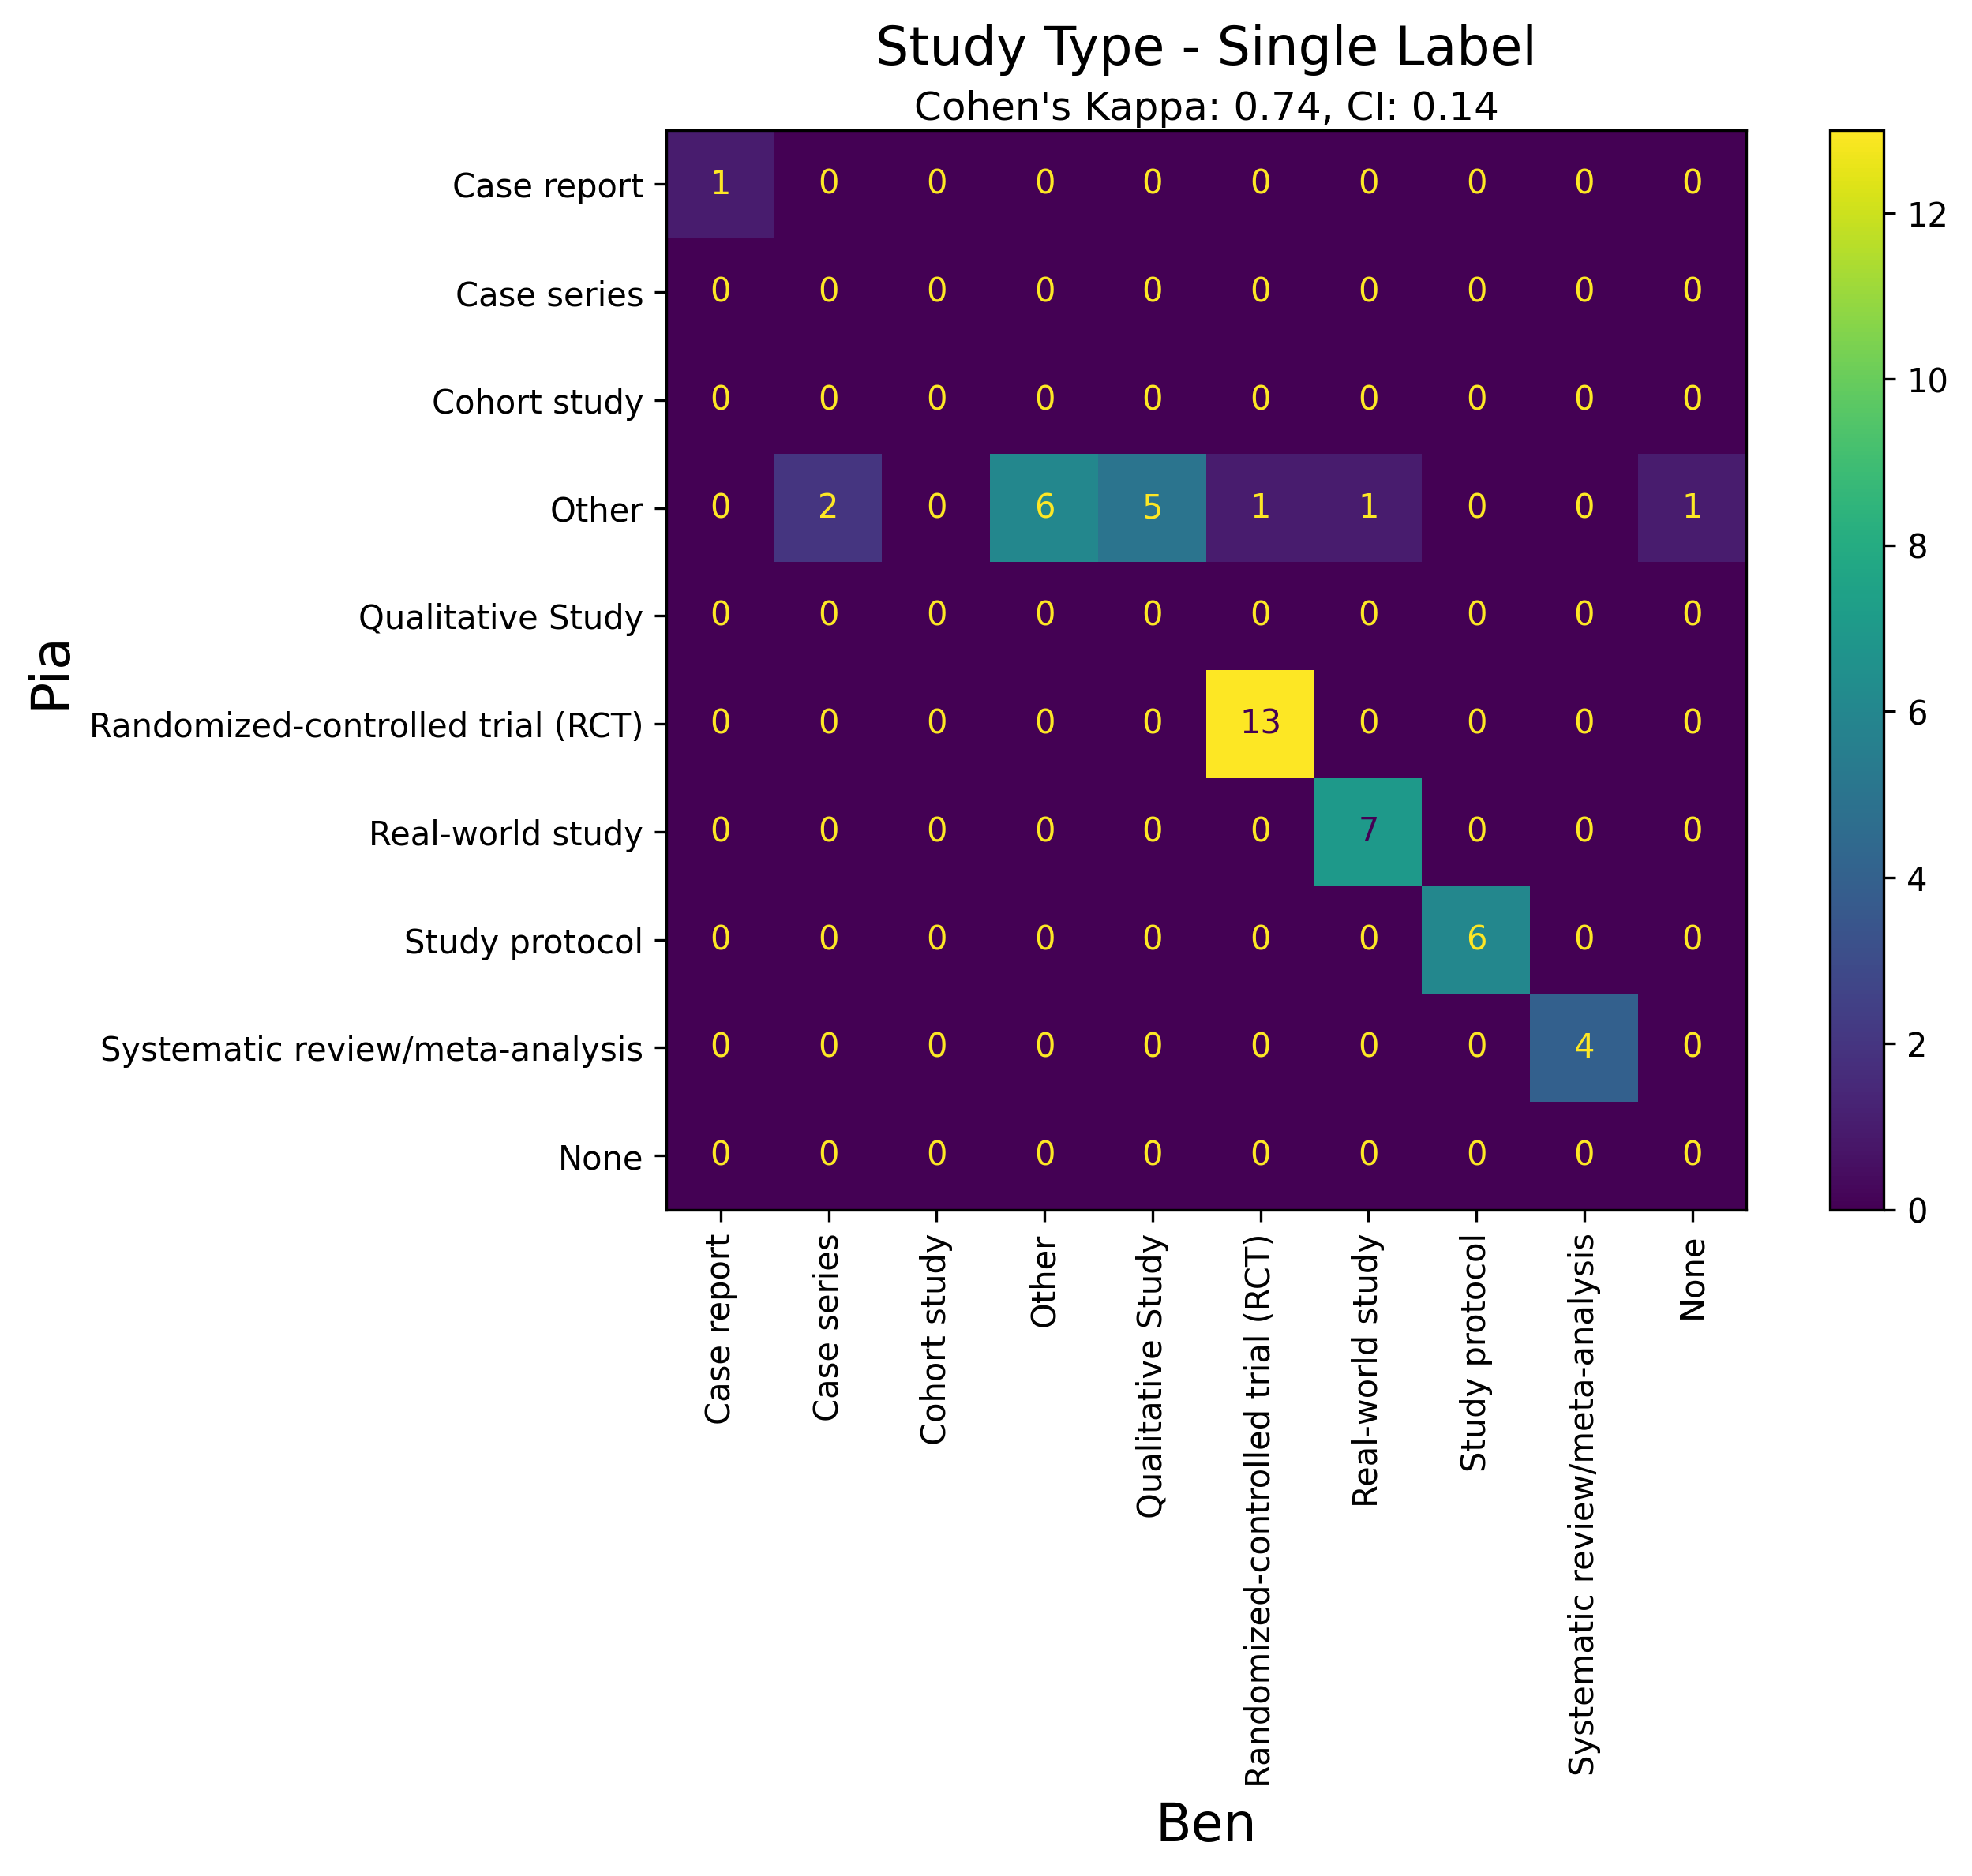 Study Type - Single Label
Cohen's Kappa: 0.74, CI: 0.14
Pia
Case report 1 0 0 0 0 0 0 0 0 0
Case series 0 0 0 0 0 0 0 0 0 0
Cohort study 0 0 0 0 0 0 0 0 0 0
Other 0 2 0 6 5 1 1 0 0 1
Qualitative Study 0 0 0 0 0 0 0 0 0 0
Randomized-controlled trial (RCT) 0 0 0 0 0 13 0 0 0 0
Real-world study 0 0 0 0 0 0 7 0 0 0
Study protocol 0 0 0 0 0 0 0 6 0 0
Systematic review/meta-analysis 0 0 0 0 0 0 0 0 4 0
None 0 0 0 0 0 0 0 0 0 0
Case report
Case series
Cohort study
Other
Qualitative Study
Randomized-controlled trial (RCT)
Real-world study
Study protocol
Systematic review/meta-analysis
None
Ben
12
10
8
6
4
2
0